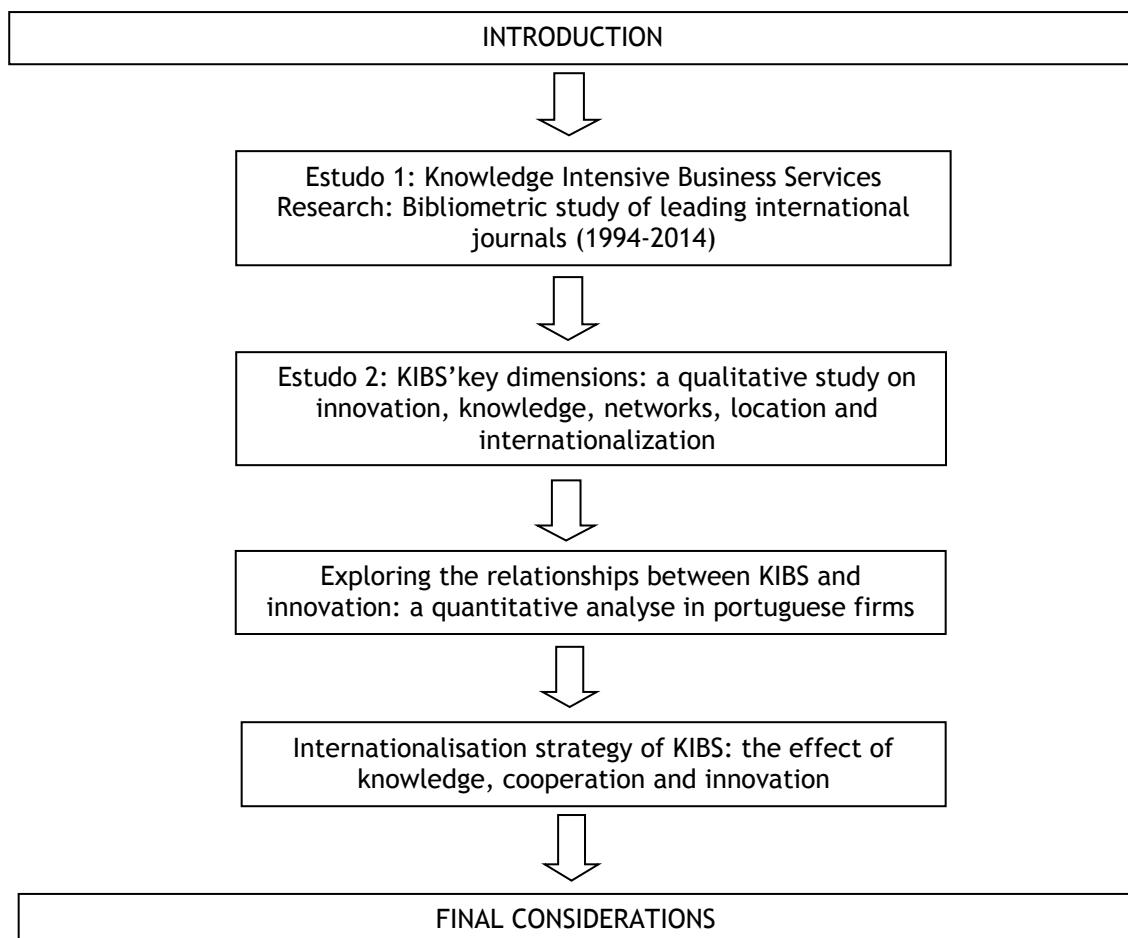 INTRODUCTION
Estudo 1: Knowledge Intensive Business Services
Research: Bibliometric study of leading international
journals (1994-2014)
Estudo 2: KIBS’key dimensions: a qualitative study on
innovation, knowledge, networks, location and
internationalization
Exploring the relationships between KIBS and
innovation: a quantitative analyse in portuguese firms
Internationalisation strategy of KIBS: the effect of
knowledge, cooperation and innovation
FINAL CONSIDERATIONS